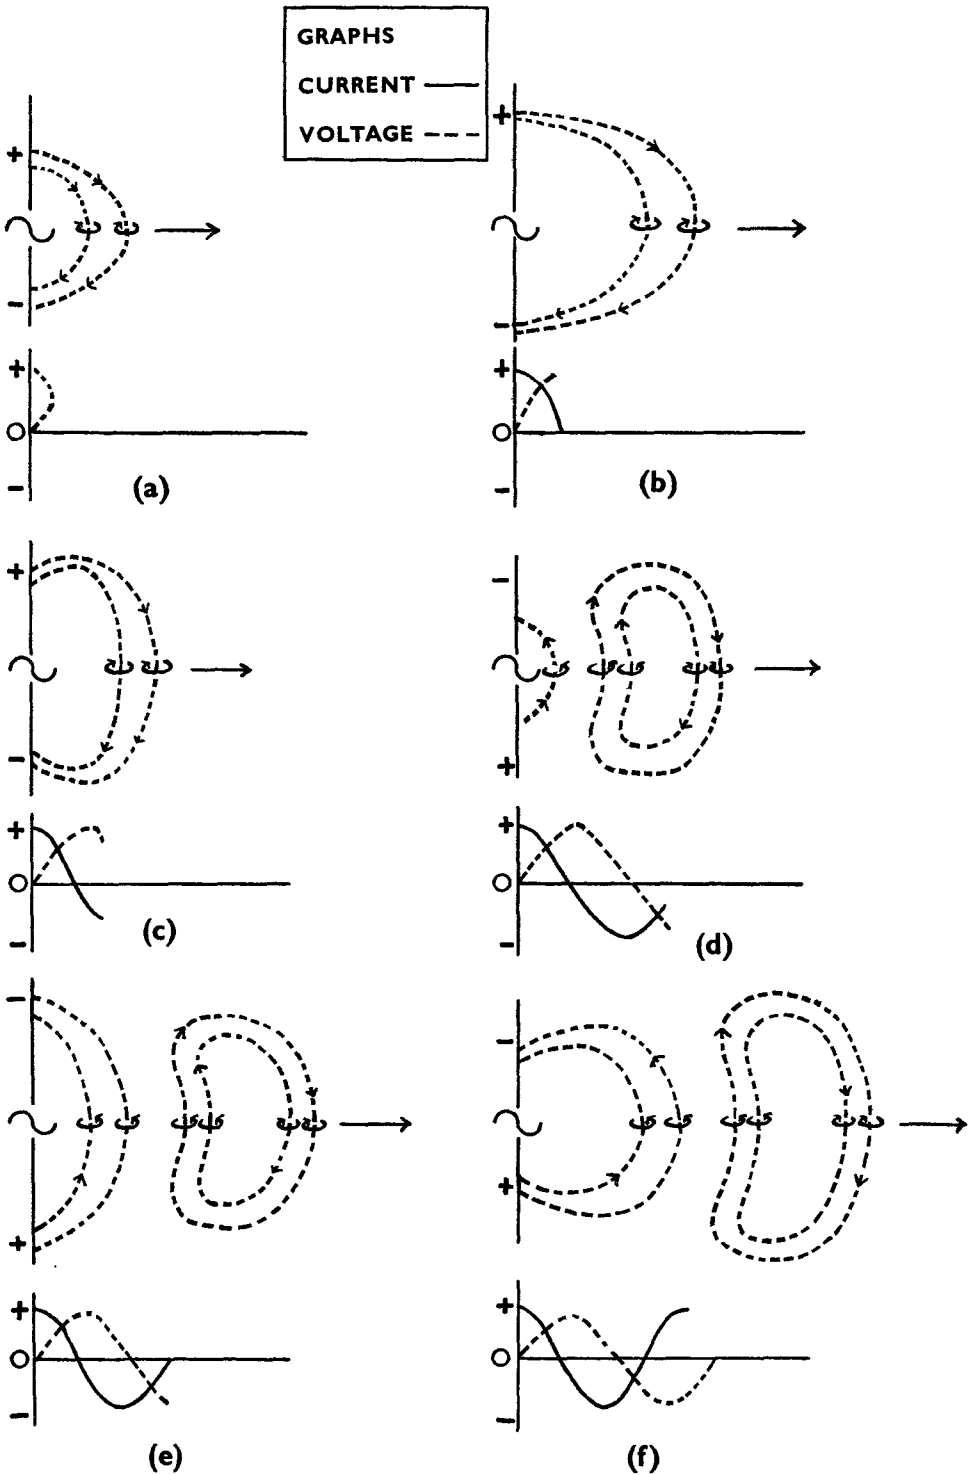 GRAPHS
CURRENT
VOLTAGE
+
−
+
O
−
(a)
+
−
+
O
−
(b)
+
−
+
O
−
(c)
−
+
+
O
−
(d)
−
+
+
O
−
(e)
−
+
+
O
−
(f)